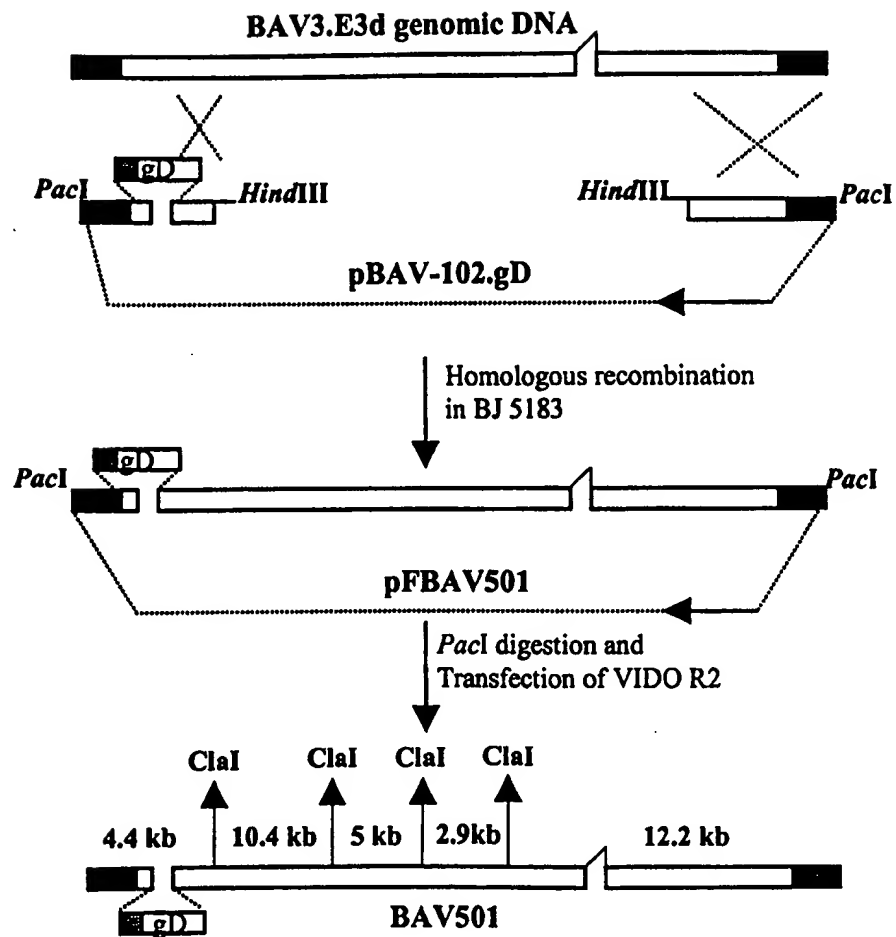 BAV3.E3d genomic DNA
gD
PacI HindIII HindIII PacI
pBAV-102.gD
Homologous recombination
in BJ 5183
gD
PacI PacI
pFBAV501
PacI digestion and
Transfection of VIDO R2
ClaI ClaI ClaI ClaI
4.4 kb 10.4 kb 5 kb 2.9kb 12.2 kb
BAV501
gD